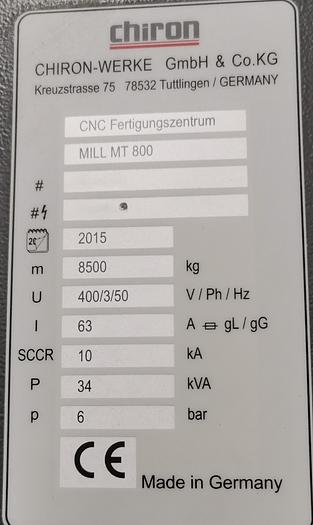 chiron
CHIRON-WERKE GmbH & Co.KG
Kreuzstrasse 75 78532 Tuttlingen / GERMANY
CNC Fertigungszentrum
MILL MT 800
#
#
2015
m 8500 kg
U 400/3/50 V / Ph / Hz
I 63 A gL / gG
SCCR 10 kA
P 34 kVA
p 6 bar
CE
Made in Germany